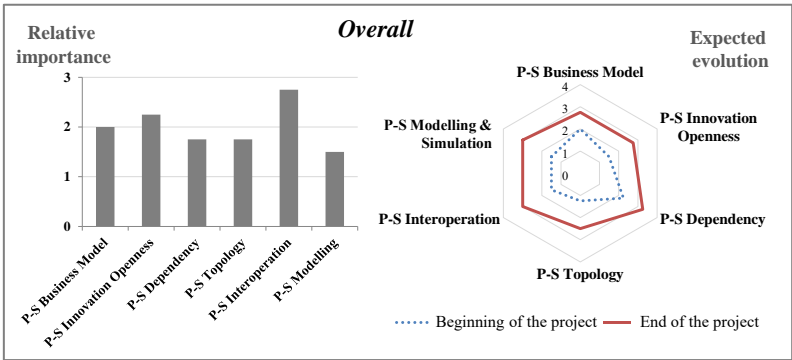 Overall
Relative
importance
3
2
1
0
P-S Business Model
P-S Innovation Openness
P-S Dependency
P-S Topology
P-S Interoperation
P-S Modelling
Expected
evolution
P-S Business Model
P-S Innovation
Openness
P-S Dependency
P-S Topology
P-S Interoperation
P-S Modelling &
Simulation
4
3
2
1
0
Beginning of the project
End of the project